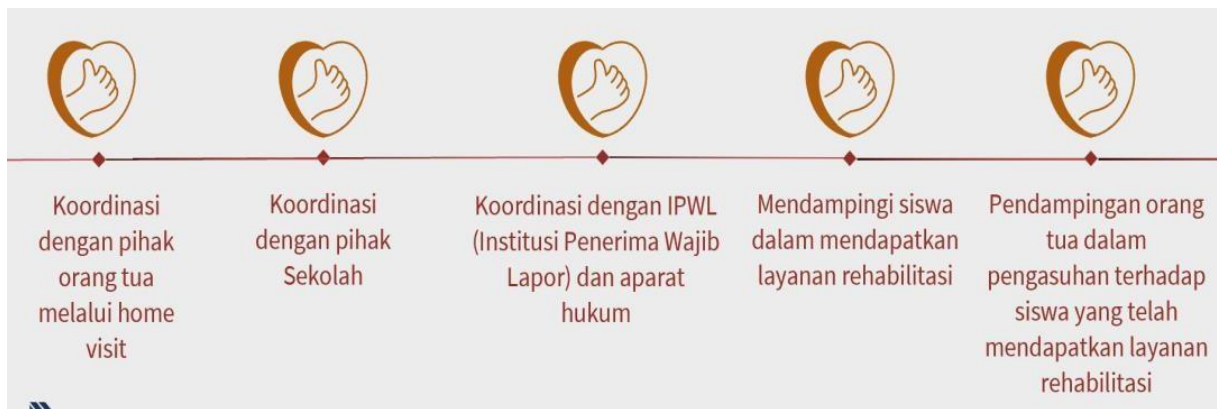 Koordinasi
dengan pihak
orang tua
melalui home
visit
Koordinasi
dengan pihak
Sekolah
Koordinasi dengan IPWL
(Institusi Penerima Wajib
Lapor) dan aparat
hukum
Mendampingi siswa
dalam mendapatkan
layanan rehabilitasi
Pendampingan orang
tua dalam
pengasuhan terhadap
siswa yang telah
mendapatkan layanan
rehabilitasi